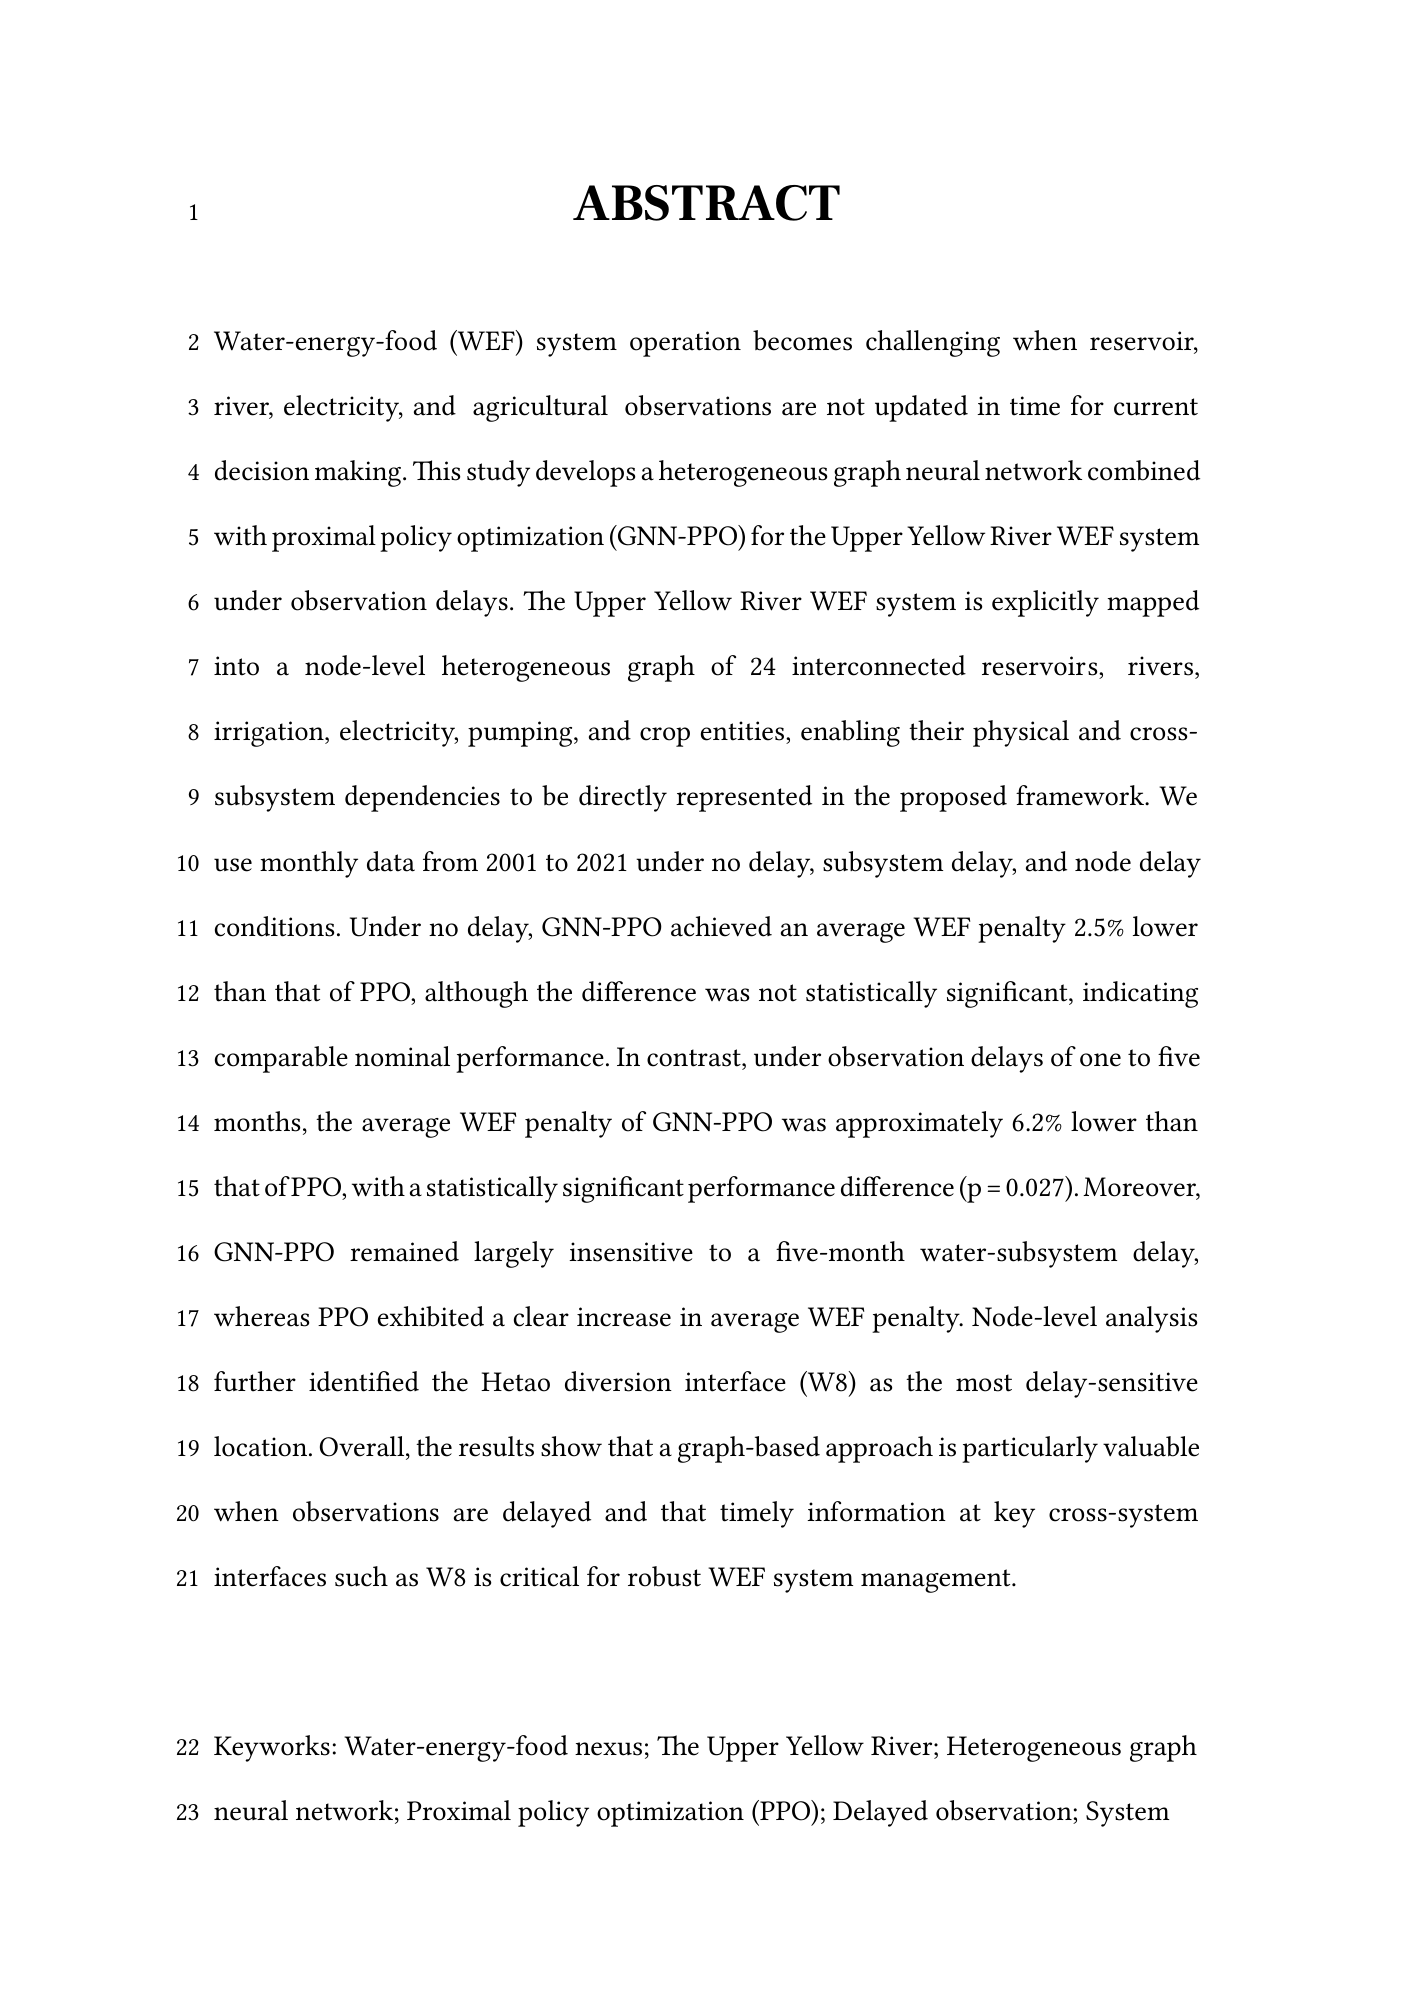 1 ABSTRACT
2 Water-energy-food (WEF) system operation becomes challenging when reservoir,
3 river, electricity, and agricultural observations are not updated in time for current
4 decision making. This study develops a heterogeneous graph neural network combined
5 with proximal policy optimization (GNN-PPO) for the Upper Yellow River WEF system
6 under observation delays. The Upper Yellow River WEF system is explicitly mapped
7 into a node-level heterogeneous graph of 24 interconnected reservoirs, rivers,
8 irrigation, electricity, pumping, and crop entities, enabling their physical and cross-
9 subsystem dependencies to be directly represented in the proposed framework. We
10 use monthly data from 2001 to 2021 under no delay, subsystem delay, and node delay
11 conditions. Under no delay, GNN-PPO achieved an average WEF penalty 2.5% lower
12 than that of PPO, although the difference was not statistically significant, indicating
13 comparable nominal performance. In contrast, under observation delays of one to five
14 months, the average WEF penalty of GNN-PPO was approximately 6.2% lower than
15 that of PPO, with a statistically significant performance difference (p = 0.027). Moreover,
16 GNN-PPO remained largely insensitive to a five-month water-subsystem delay,
17 whereas PPO exhibited a clear increase in average WEF penalty. Node-level analysis
18 further identified the Hetao diversion interface (W8) as the most delay-sensitive
19 location. Overall, the results show that a graph-based approach is particularly valuable
20 when observations are delayed and that timely information at key cross-system
21 interfaces such as W8 is critical for robust WEF system management.
22 Keyworks: Water-energy-food nexus; The Upper Yellow River; Heterogeneous graph
23 neural network; Proximal policy optimization (PPO); Delayed observation; System